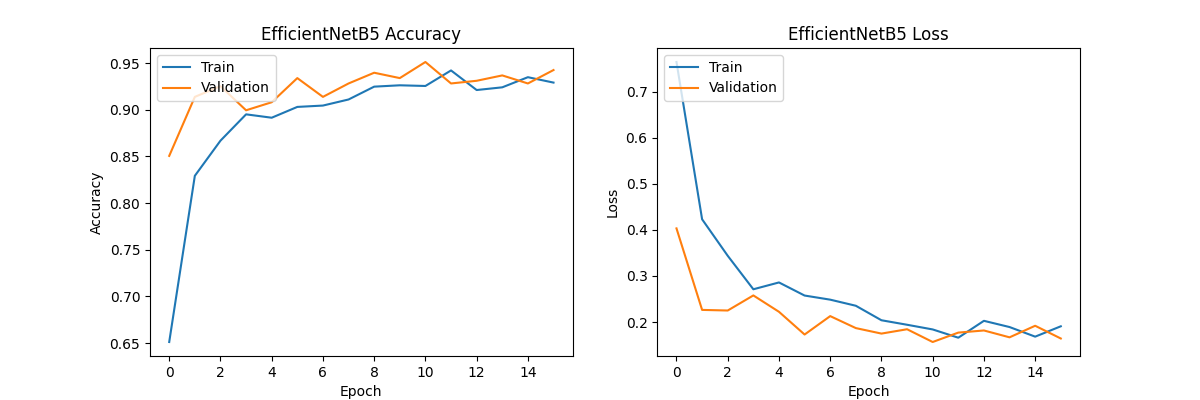 EfficientNetB5 Accuracy
Train
Validation
0.95
0.90
0.85
0.80
0.75
0.70
0.65
Accuracy
0 2 4 6 8 10 12 14
Epoch
EfficientNetB5 Loss
Train
Validation
0.7
0.6
0.5
0.4
0.3
0.2
Loss
0 2 4 6 8 10 12 14
Epoch